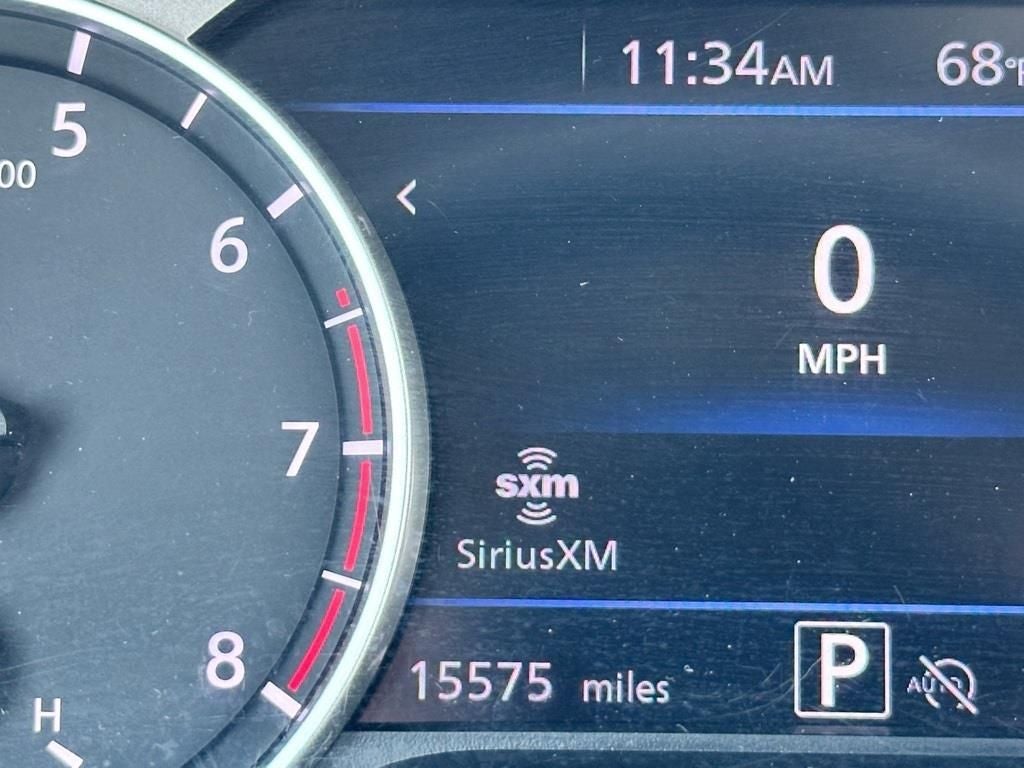 11:34AM 68°F
5
00
6
0
MPH
7
sxm
SiriusXM
8
15575 miles P AUTO
H